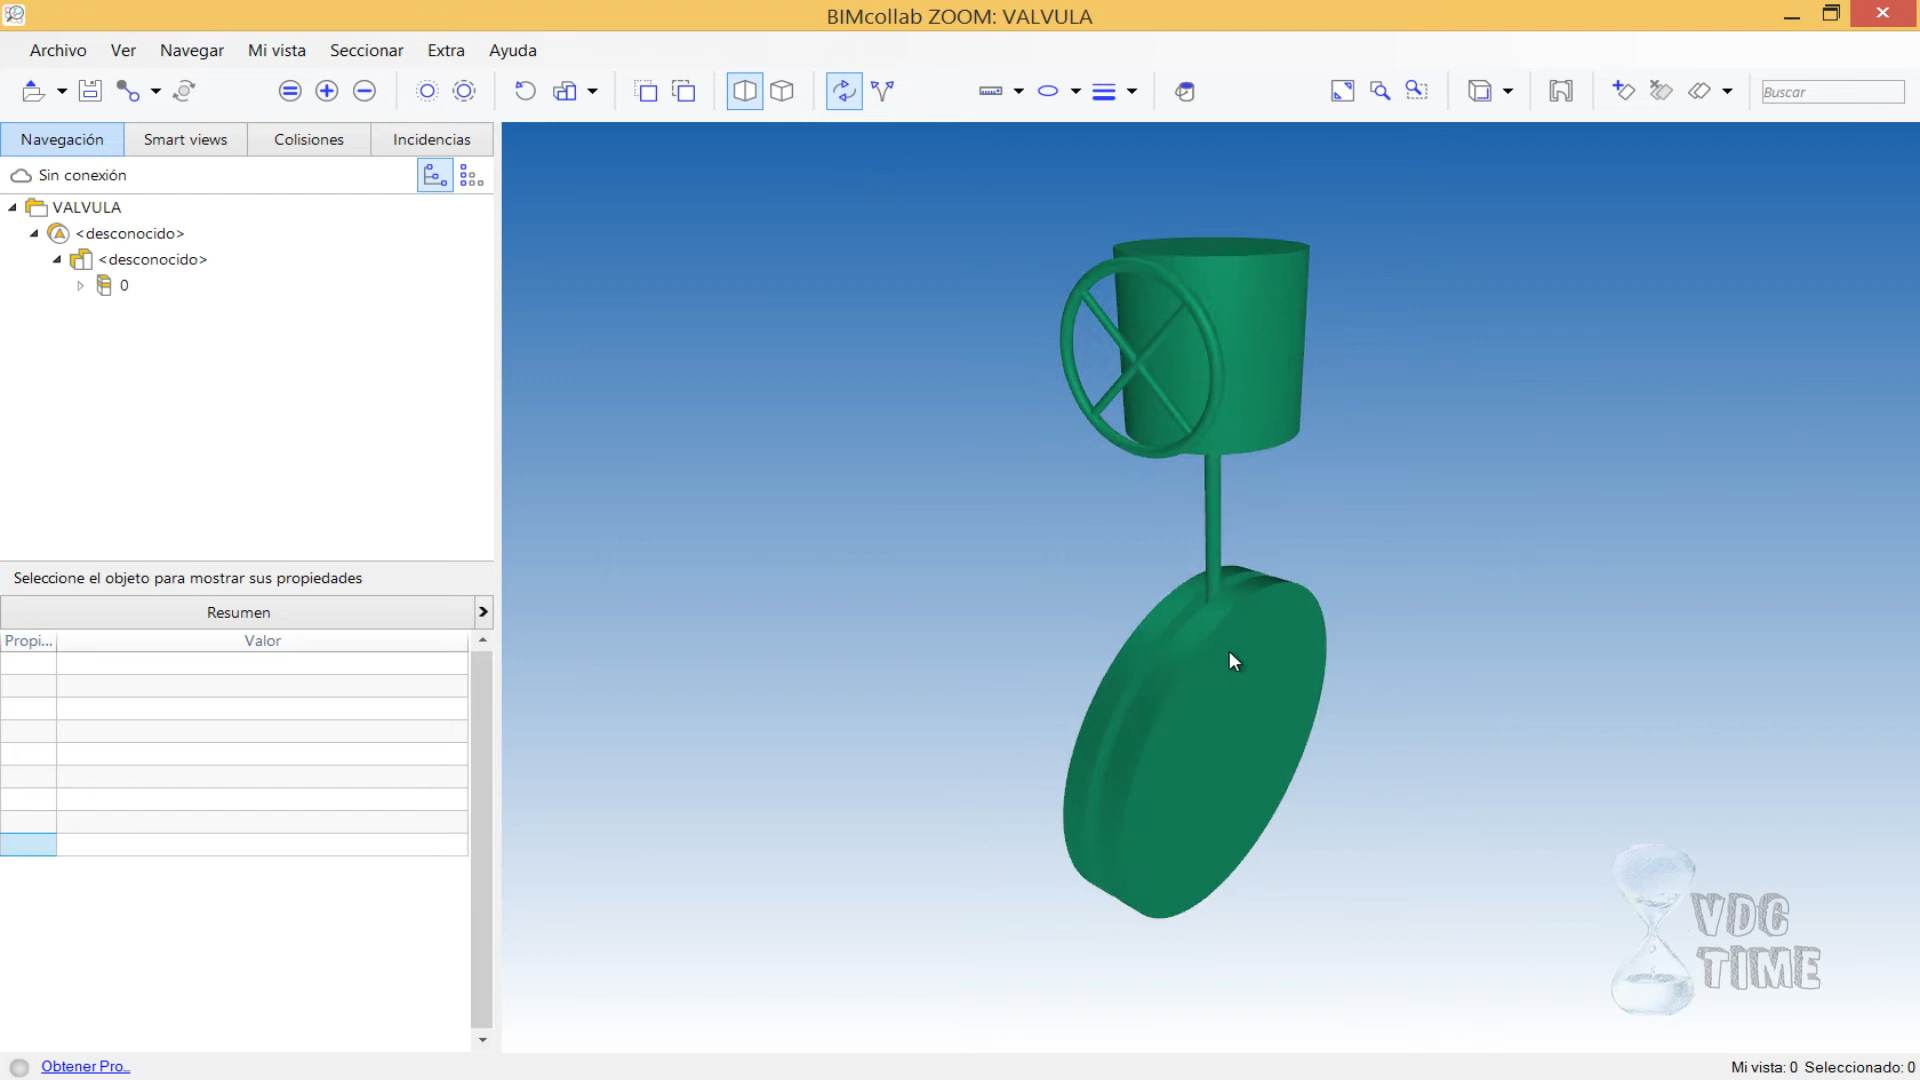 BIMcollab ZOOM: VALVULA
Archivo Ver Navegar Mi vista Seccionar Extra Ayuda
Buscar
Navegación Smart views Colisiones Incidencias
Sin conexión
VALVULA
<desconocido>
<desconocido>
0
Seleccione el objeto para mostrar sus propiedades
Resumen
Propi... Valor
VDC
TIME
Obtener Pro...
Mi vista: 0 Seleccionado: 0